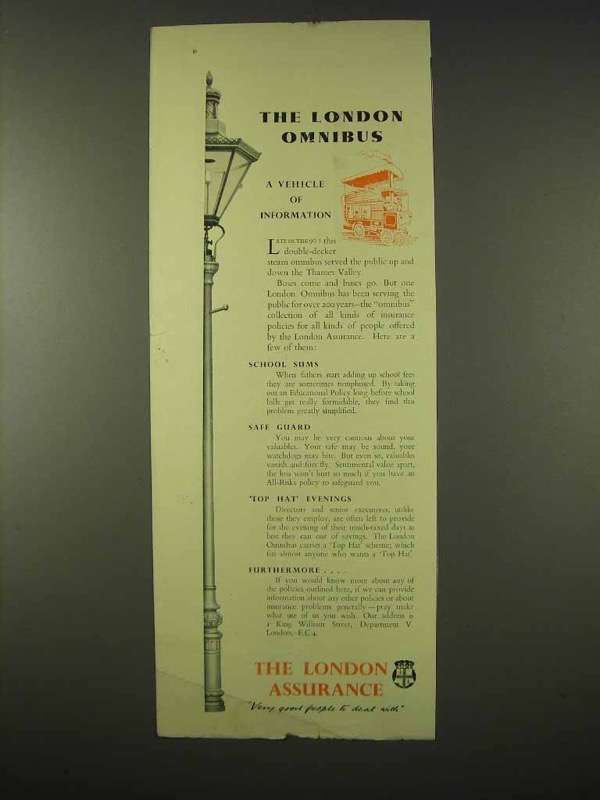 THE LONDON
OMNIBUS
A VEHICLE
OF
INFORMATION
LATE IN THE 90's this
double-decker
steam omnibus served the public up and
down the Thames Valley.
Buses come and buses go. But one
London Omnibus has been serving the
public for over 200 years—the "omnibus"
collection of all kinds of insurance
policies for all kinds of people offered
by the London Assurance. Here are a
few of them:
SCHOOL SUMS
When fathers start adding up school fees
they are sometimes nonplussed. By taking
out an Educational Policy long before school
bills get really formidable, they find this
problem greatly simplified.
SAFE GUARD
You may be very cautious about your
valuables. Your safe may be sound, your
watchdogs may bite. But even so, valuables
vanish and furs fly. Sentimental value apart,
the loss won't hurt so much if you have an
All-Risks policy to safeguard you.
'TOP HAT' EVENINGS
Directors and senior executives, unlike
those they employ, are often left to provide
for the evening of their much-taxed days as
best they can out of savings. The London
Omnibus carries a 'Top Hat' scheme; which
fits almost anyone who wants a 'Top Hat'.
FURTHERMORE . . . .
If you would know more about any of
the policies outlined here, if we can provide
information about any other policies or about
insurance problems generally—pray make
what use of us you wish. Our address is
1 King William Street, Department V
London, E.C.4.
THE LONDON
ASSURANCE
"Very good people to deal with"